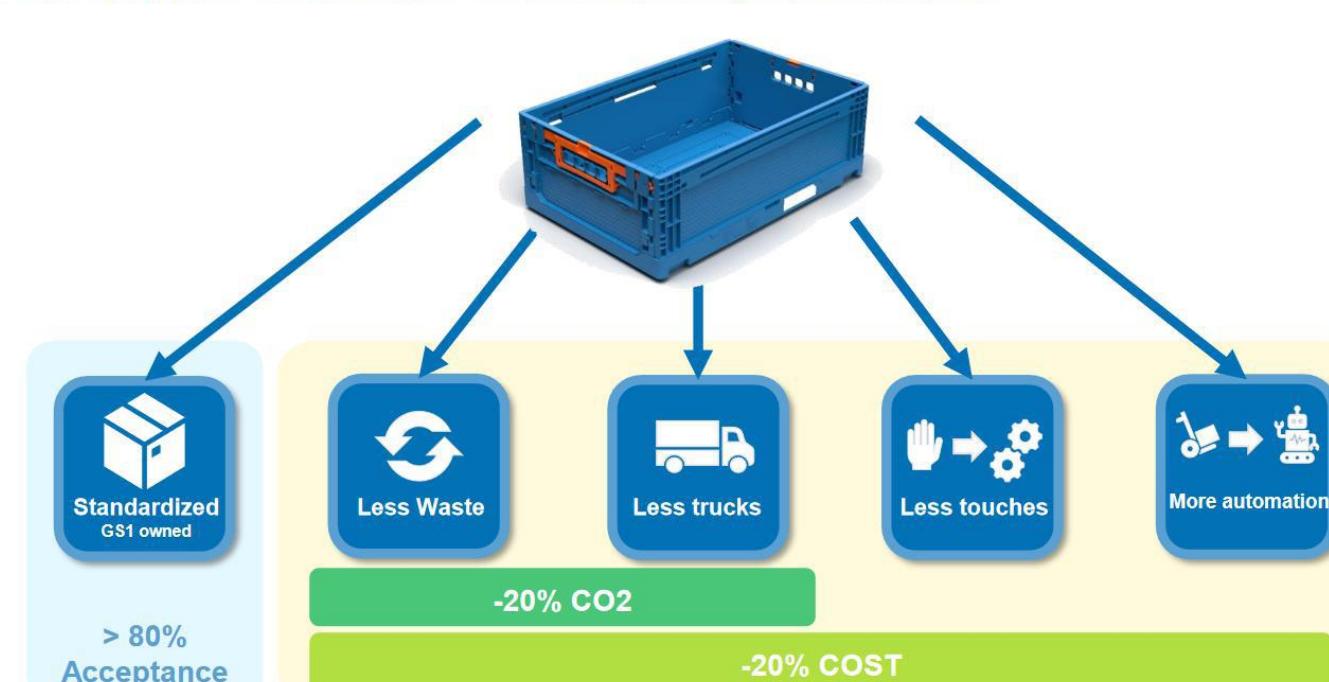 Standardized
GS1 owned
Less Waste
Less trucks
Less touches
More automation
-20% CO2
> 80%
Acceptance
-20% COST